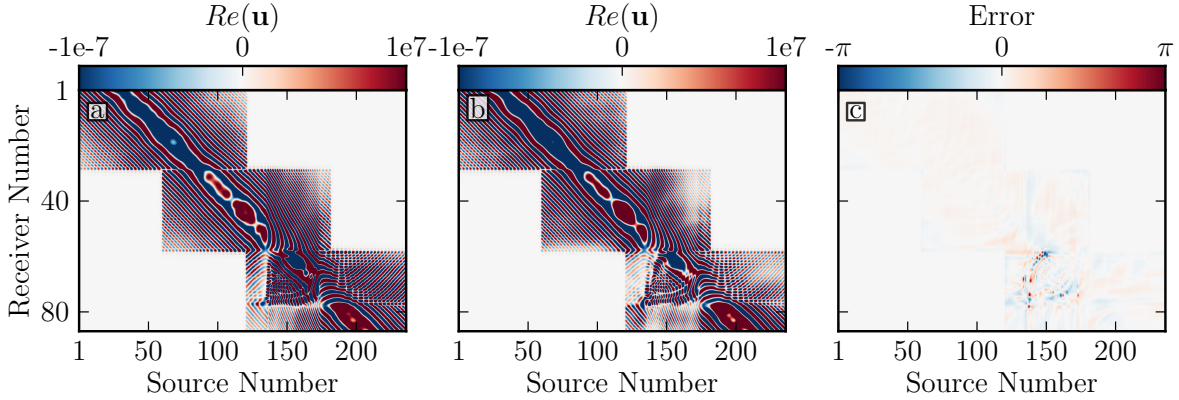 Re(u) Re(u) Error
-1e-7 0 1e7 -1e-7 0 1e7 -π 0 π
1 a b c
40
80
Receiver Number
1 50 100 150 200 1 50 100 150 200 1 50 100 150 200
Source Number Source Number Source Number